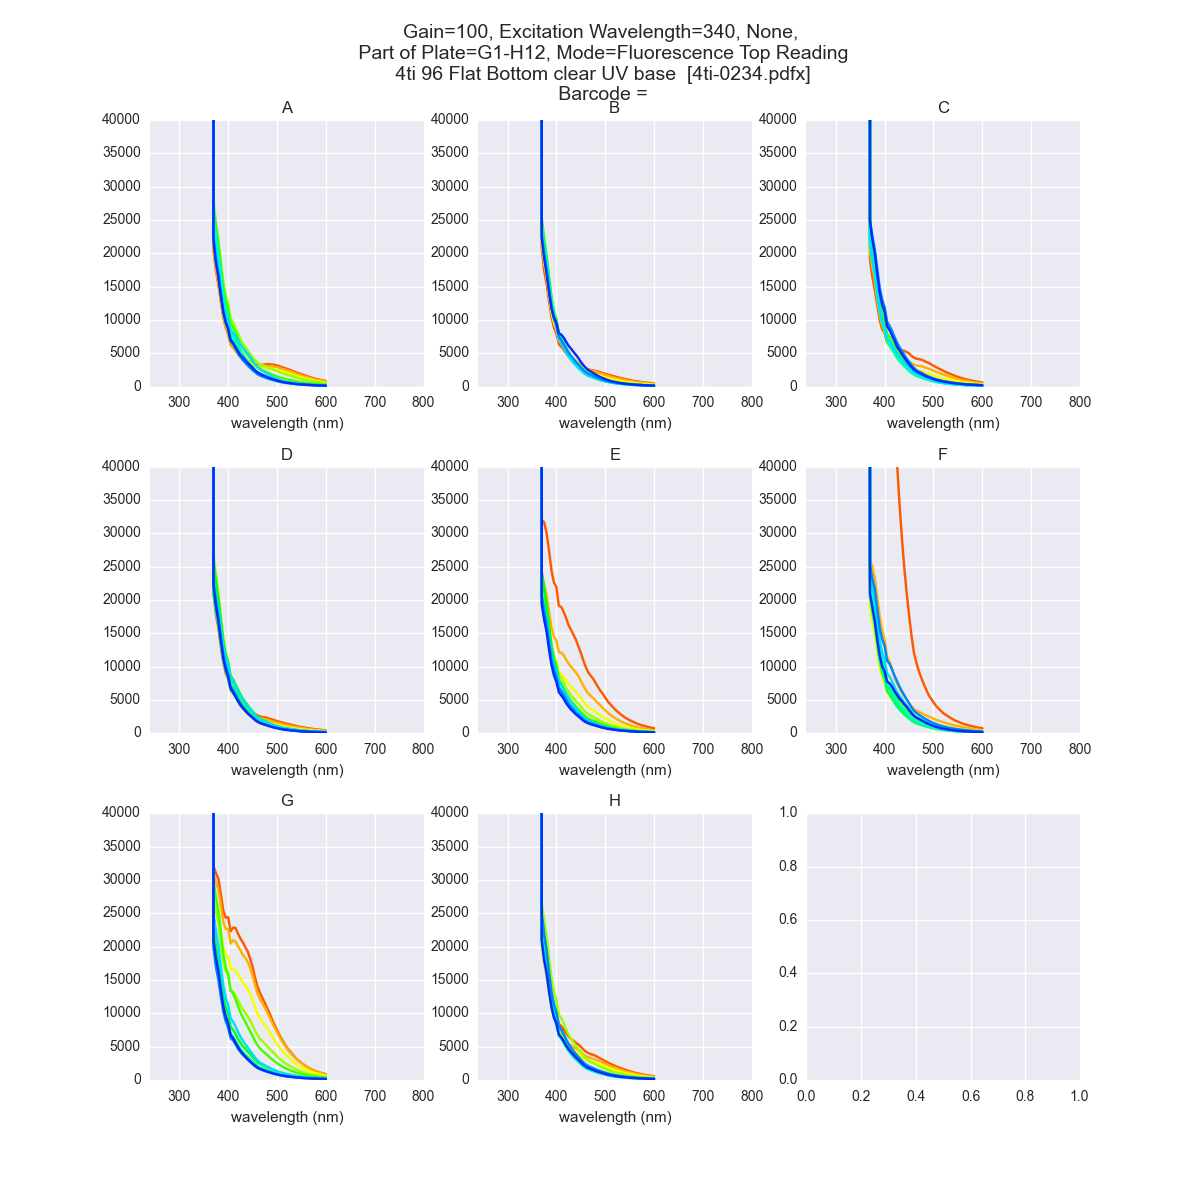 Gain=100, Excitation Wavelength=340, None,
Part of Plate=G1-H12, Mode=Fluorescence Top Reading
4ti 96 Flat Bottom clear UV base  [4ti-0234.pdfx]
Barcode =
A
40000
35000
30000
25000
20000
15000
10000
5000
0
300 400 500 600 700 800
wavelength (nm)
B
40000
35000
30000
25000
20000
15000
10000
5000
0
300 400 500 600 700 800
wavelength (nm)
C
40000
35000
30000
25000
20000
15000
10000
5000
0
300 400 500 600 700 800
wavelength (nm)
D
40000
35000
30000
25000
20000
15000
10000
5000
0
300 400 500 600 700 800
wavelength (nm)
E
40000
35000
30000
25000
20000
15000
10000
5000
0
300 400 500 600 700 800
wavelength (nm)
F
40000
35000
30000
25000
20000
15000
10000
5000
0
300 400 500 600 700 800
wavelength (nm)
G
40000
35000
30000
25000
20000
15000
10000
5000
0
300 400 500 600 700 800
wavelength (nm)
H
40000
35000
30000
25000
20000
15000
10000
5000
0
300 400 500 600 700 800
wavelength (nm)
1.0
0.8
0.6
0.4
0.2
0.0
0.0 0.2 0.4 0.6 0.8 1.0